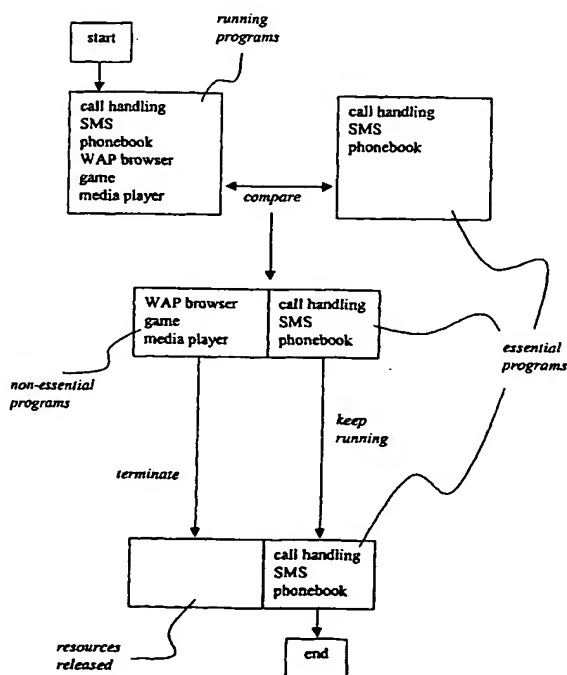 running
programs
start
call handling
SMS
phonebook
WAP browser
game
media player
call handling
SMS
phonebook
compare
WAP browser
game
media player
call handling
SMS
phonebook
essential
programs
non-essential
programs
keep
running
terminate
call handling
SMS
phonebook
resources
released
end